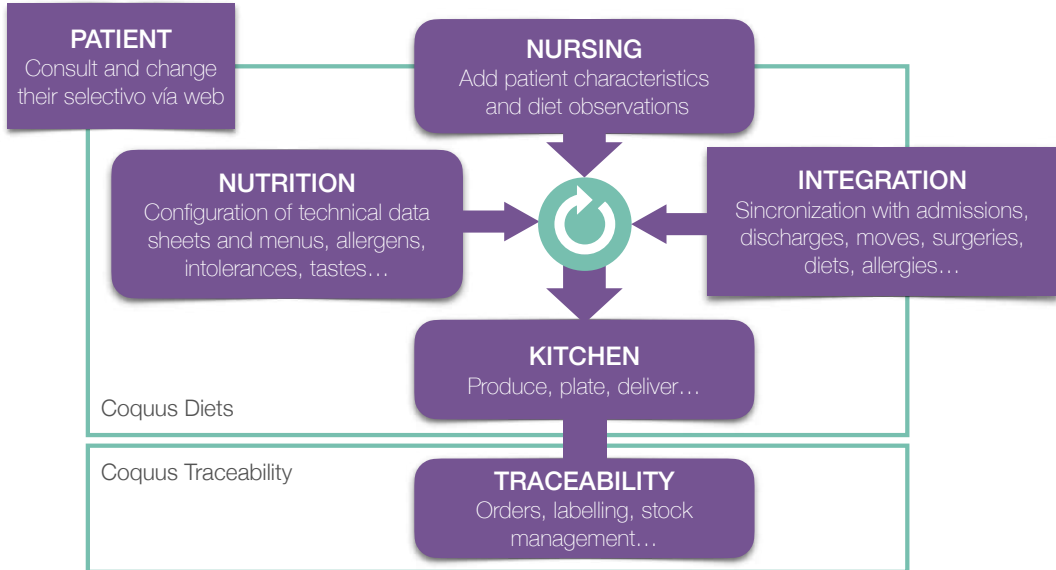 PATIENT
Consult and change
their selectivo vía web
NURSING
Add patient characteristics
and diet observations
NUTRITION
Configuration of technical data
sheets and menus, allergens,
intolerances, tastes…
INTEGRATION
Sincronization with admissions,
discharges, moves, surgeries,
diets, allergies…
KITCHEN
Produce, plate, deliver…
Coquus Diets
Coquus Traceability
TRACEABILITY
Orders, labelling, stock
management…